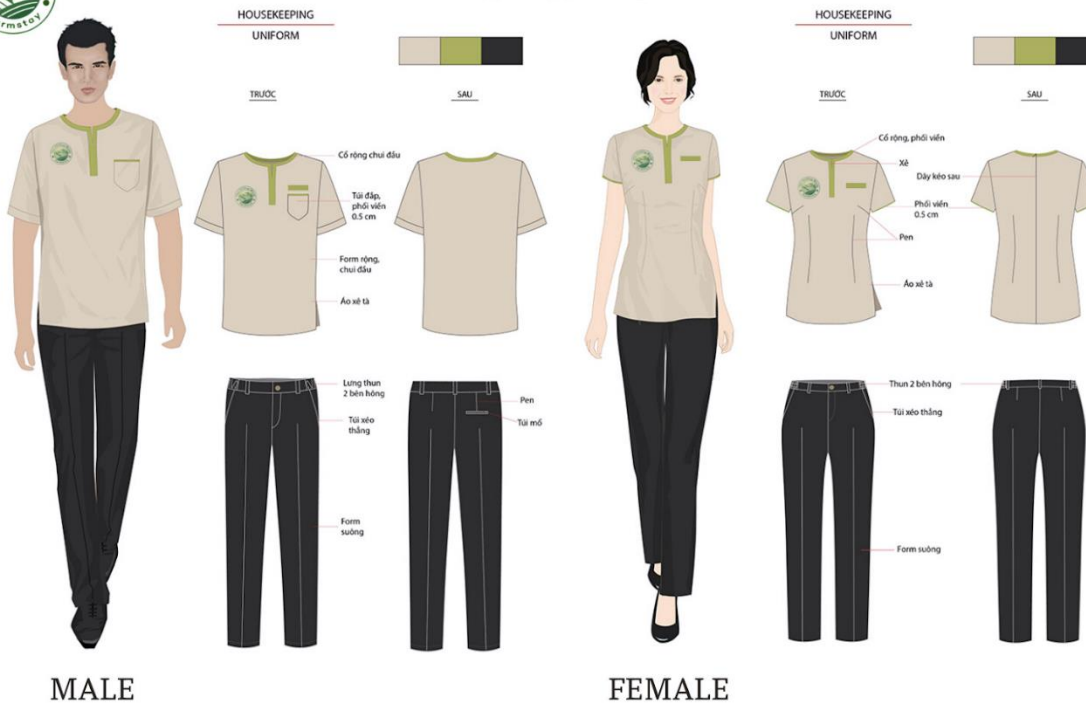 rmstay
HOUSEKEEPING
UNIFORM
TRƯỚC
SAU
Cổ rộng chui đầu
Túi đắp,
phối viền
0.5 cm
Form rộng,
chui đầu
Áo xẻ tà
Lưng thun
2 bên hông
Túi xéo
thẳng
Form
suông
Pen
Túi mổ
MALE
HOUSEKEEPING
UNIFORM
TRƯỚC
SAU
Cổ rộng, phối viền
Xẻ
Dây kéo sau
Phối viền
0.5 cm
Pen
Áo xẻ tà
Thun 2 bên hông
Túi xéo thẳng
Form suông
FEMALE